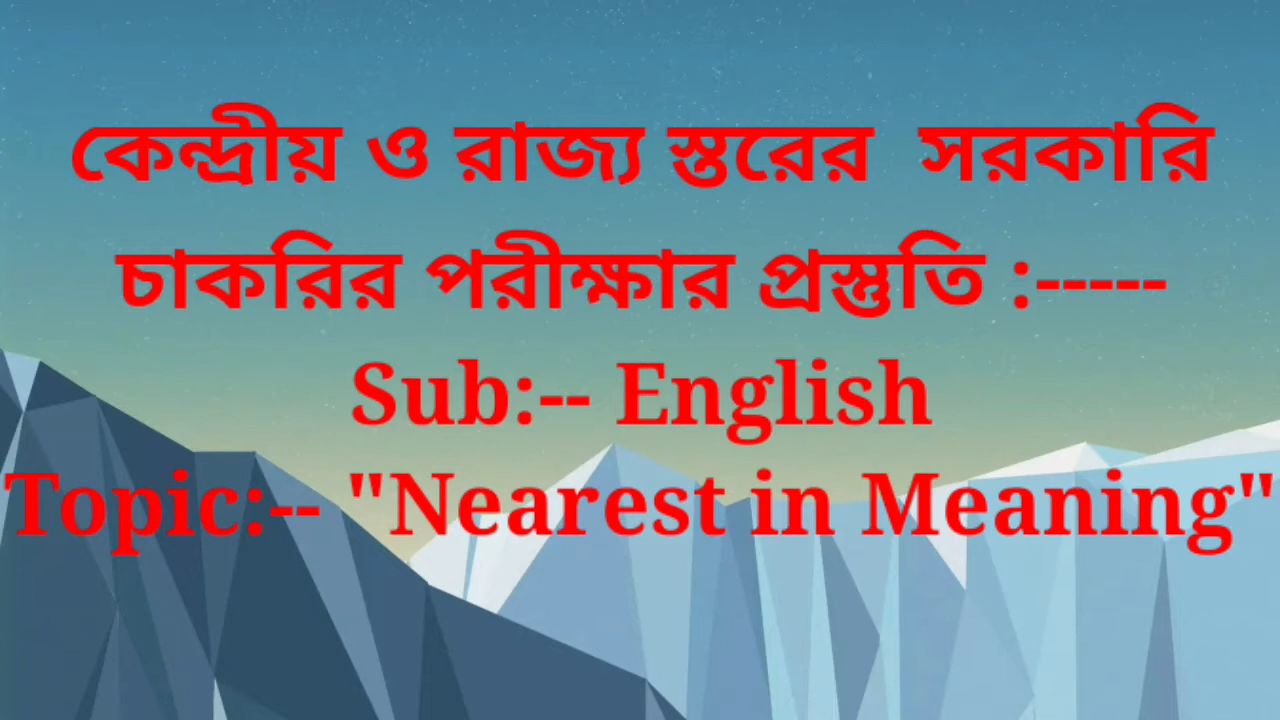 কেন্দ্রীয় ও রাজ্য স্তরের সরকারি
চাকরির পরীক্ষার প্রস্তুতি :-----
Sub:-- English
Topic:-- "Nearest in Meaning"